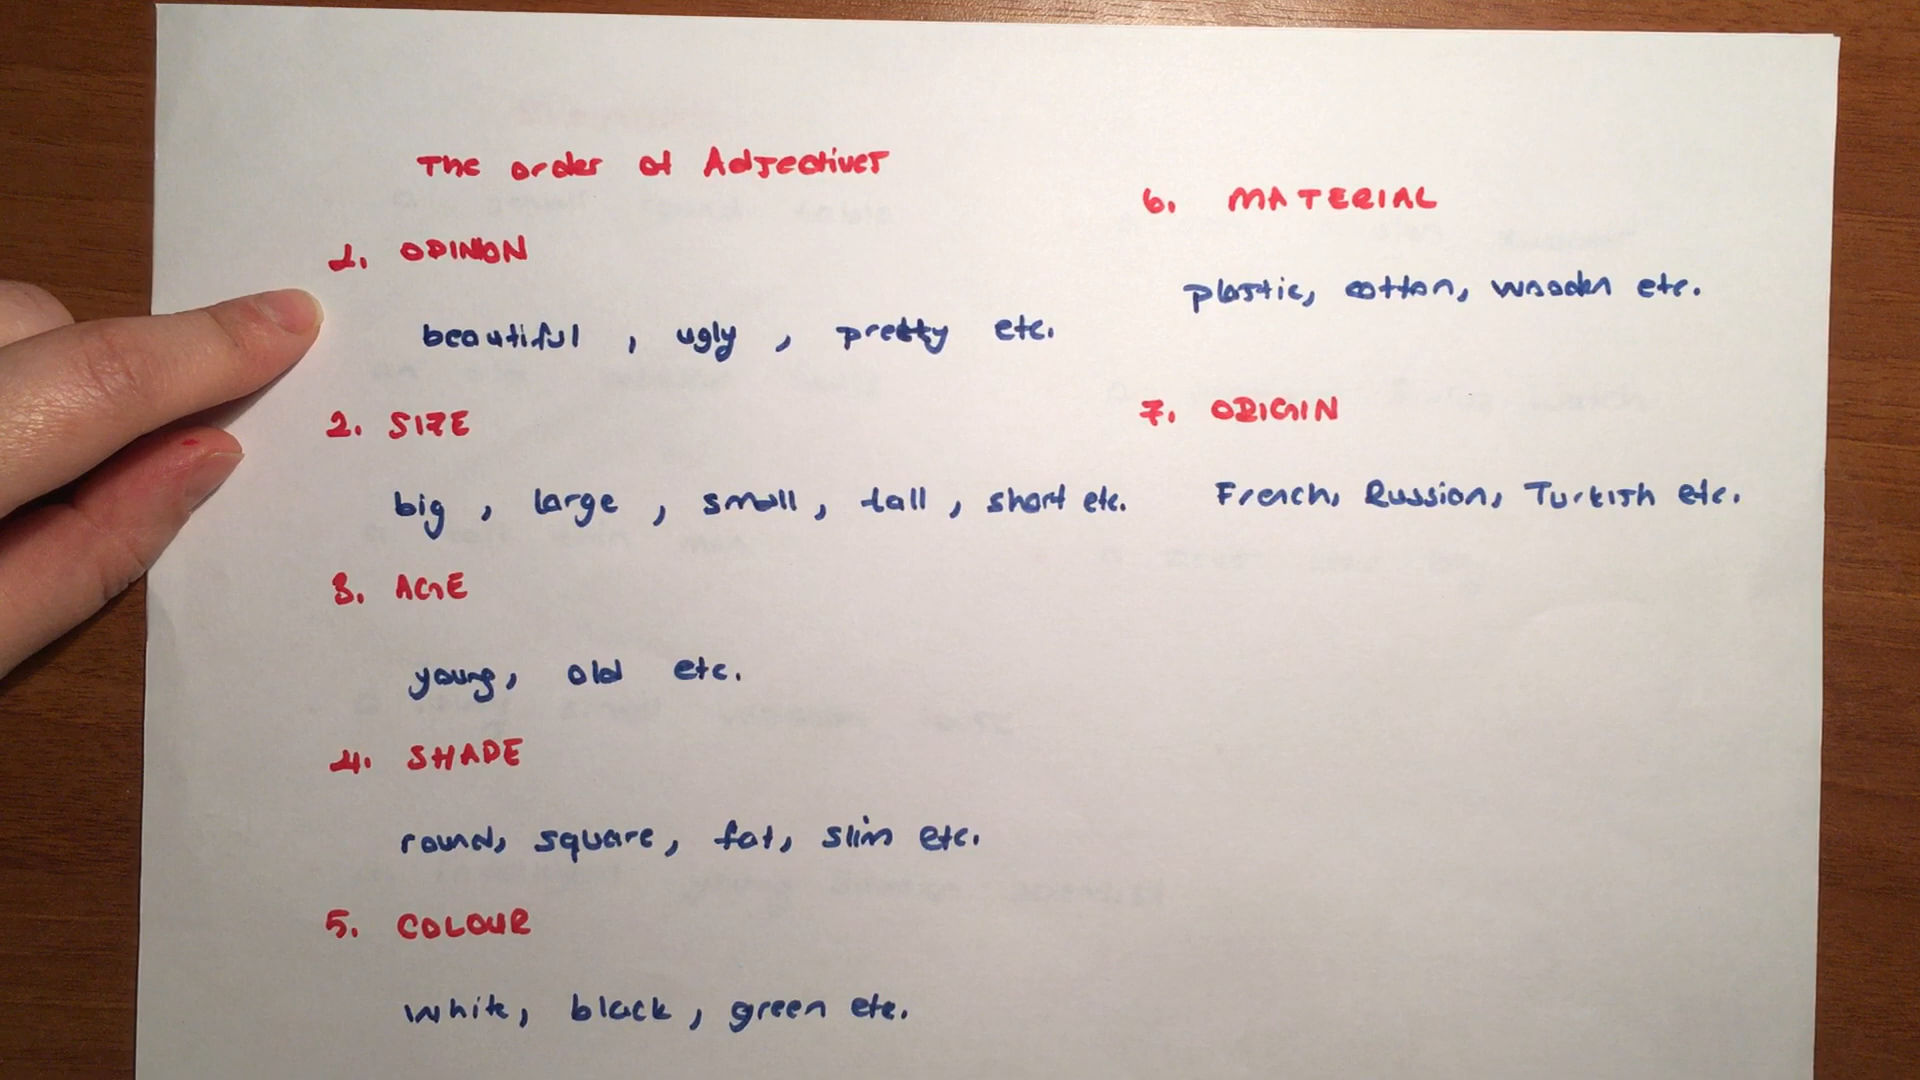 The order of Adjectives
1. OPINION
beautiful, ugly, pretty etc.
2. SIZE
big, large, small, tall, short etc.
3. AGE
young, old etc.
4. SHAPE
round, square, fat, slim etc.
5. COLOUR
white, black, green etc.
6. MATERIAL
plastic, cotton, wooden etc.
7. ORIGIN
French, Russian, Turkish etc.